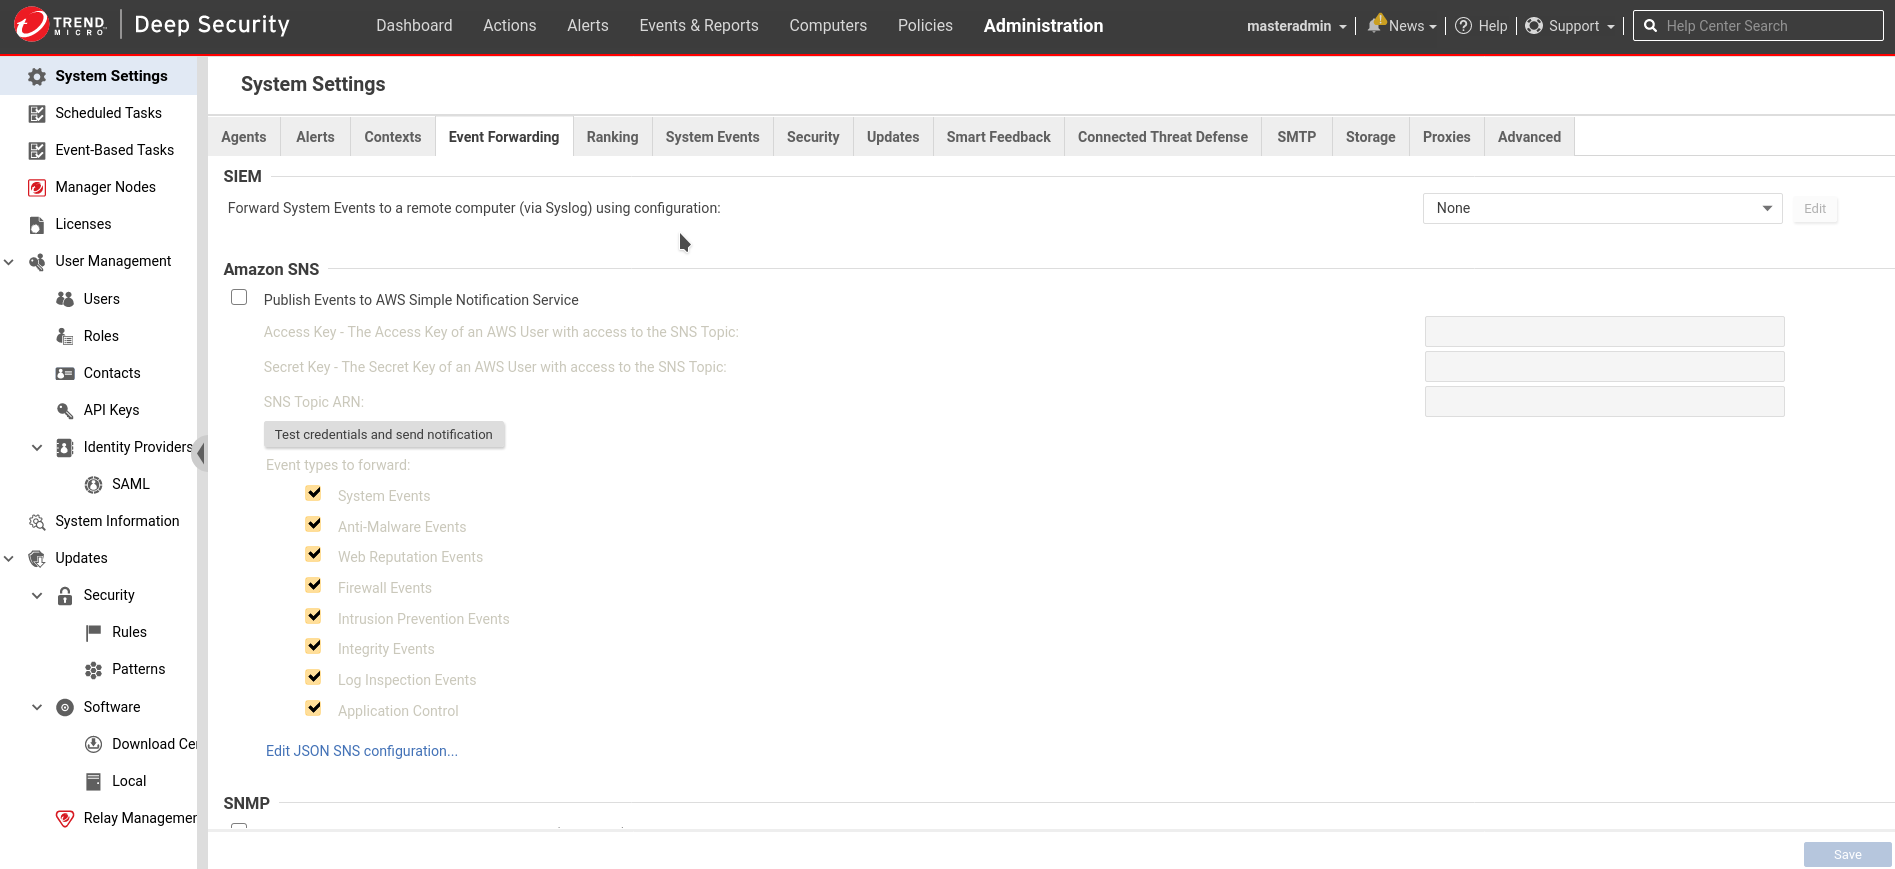 TREND MICRO Deep Security Dashboard Actions Alerts Events & Reports Computers Policies Administration masteradmin News Help Support Help Center Search
System Settings
Scheduled Tasks
Event-Based Tasks
Manager Nodes
Licenses
User Management
Users
Roles
Contacts
API Keys
Identity Providers
SAML
System Information
Updates
Security
Rules
Patterns
Software
Download Cen
Local
Relay Managemen
System Settings
Agents Alerts Contexts Event Forwarding Ranking System Events Security Updates Smart Feedback Connected Threat Defense SMTP Storage Proxies Advanced
SIEM
Forward System Events to a remote computer (via Syslog) using configuration: None Edit
Amazon SNS
Publish Events to AWS Simple Notification Service
Access Key - The Access Key of an AWS User with access to the SNS Topic:
Secret Key - The Secret Key of an AWS User with access to the SNS Topic:
SNS Topic ARN:
Test credentials and send notification
Event types to forward:
System Events
Anti-Malware Events
Web Reputation Events
Firewall Events
Intrusion Prevention Events
Integrity Events
Log Inspection Events
Application Control
Edit JSON SNS configuration...
SNMP
Save